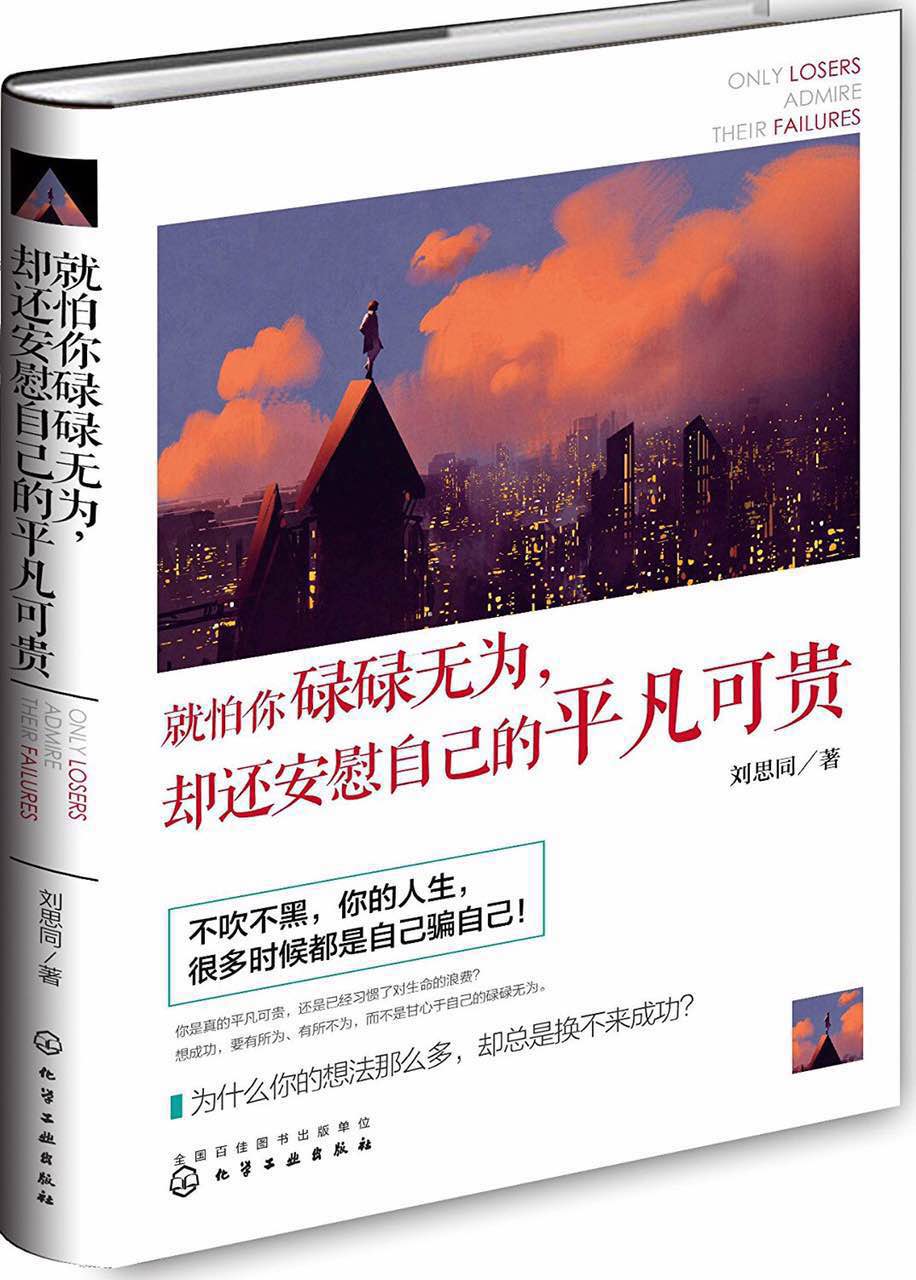 ONLY LOSERS
ADMIRE
THEIR FAILURES
就怕你碌碌无为，
却还安慰自己的平凡可贵
刘思同／著
不吹不黑，你的人生，
很多时候都是自己骗自己！
你是真的平凡可贵，还是已经习惯了对生命的浪费？
想成功，要有所为、有所不为，而不是甘心于自己的碌碌无为。
为什么你的想法那么多，却总是换不来成功？
全国百佳图书出版单位
化学工业出版社
就怕你碌碌无为，
却还安慰自己的平凡可贵
ONLY LOSERS
ADMIRE
THEIR FAILURES
刘思同／著
化学工业出版社